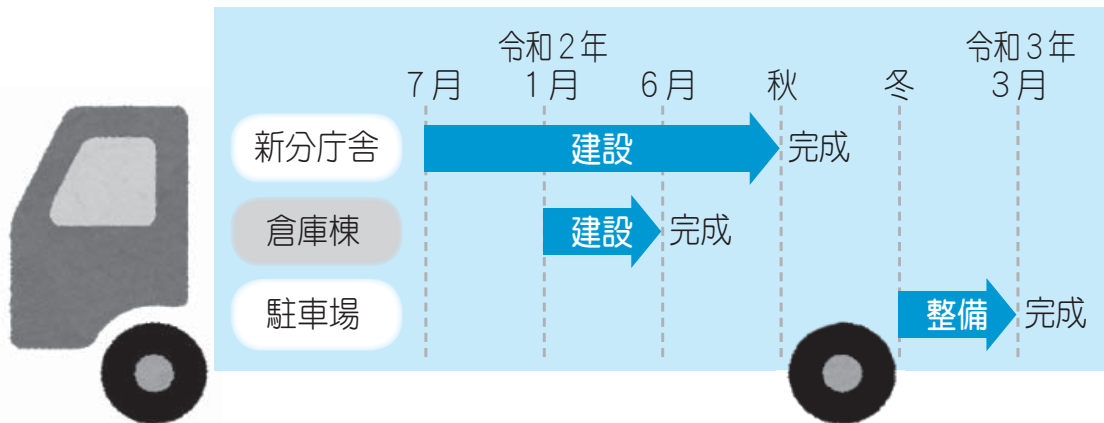 令和２年 令和３年
７月 １月 ６月 秋 冬 ３月
新分庁舎 建設 完成
倉庫棟 建設 完成
駐車場 整備 完成